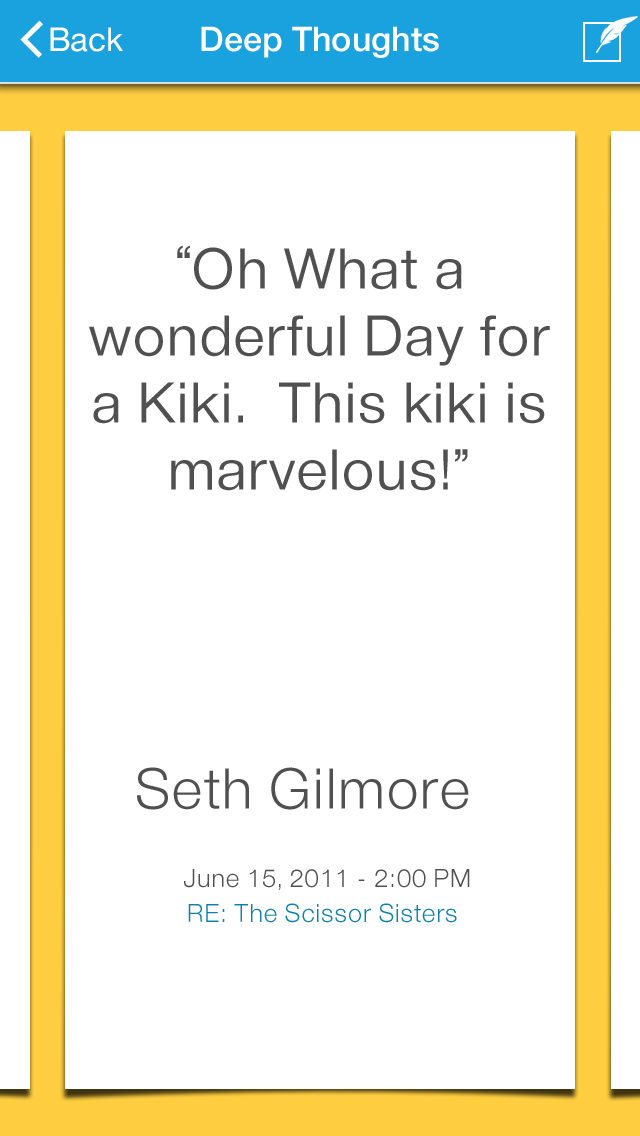 Back
Deep Thoughts
“Oh What a
wonderful Day for
a Kiki.  This kiki is
marvelous!”
Seth Gilmore
June 15, 2011 - 2:00 PM
RE: The Scissor Sisters